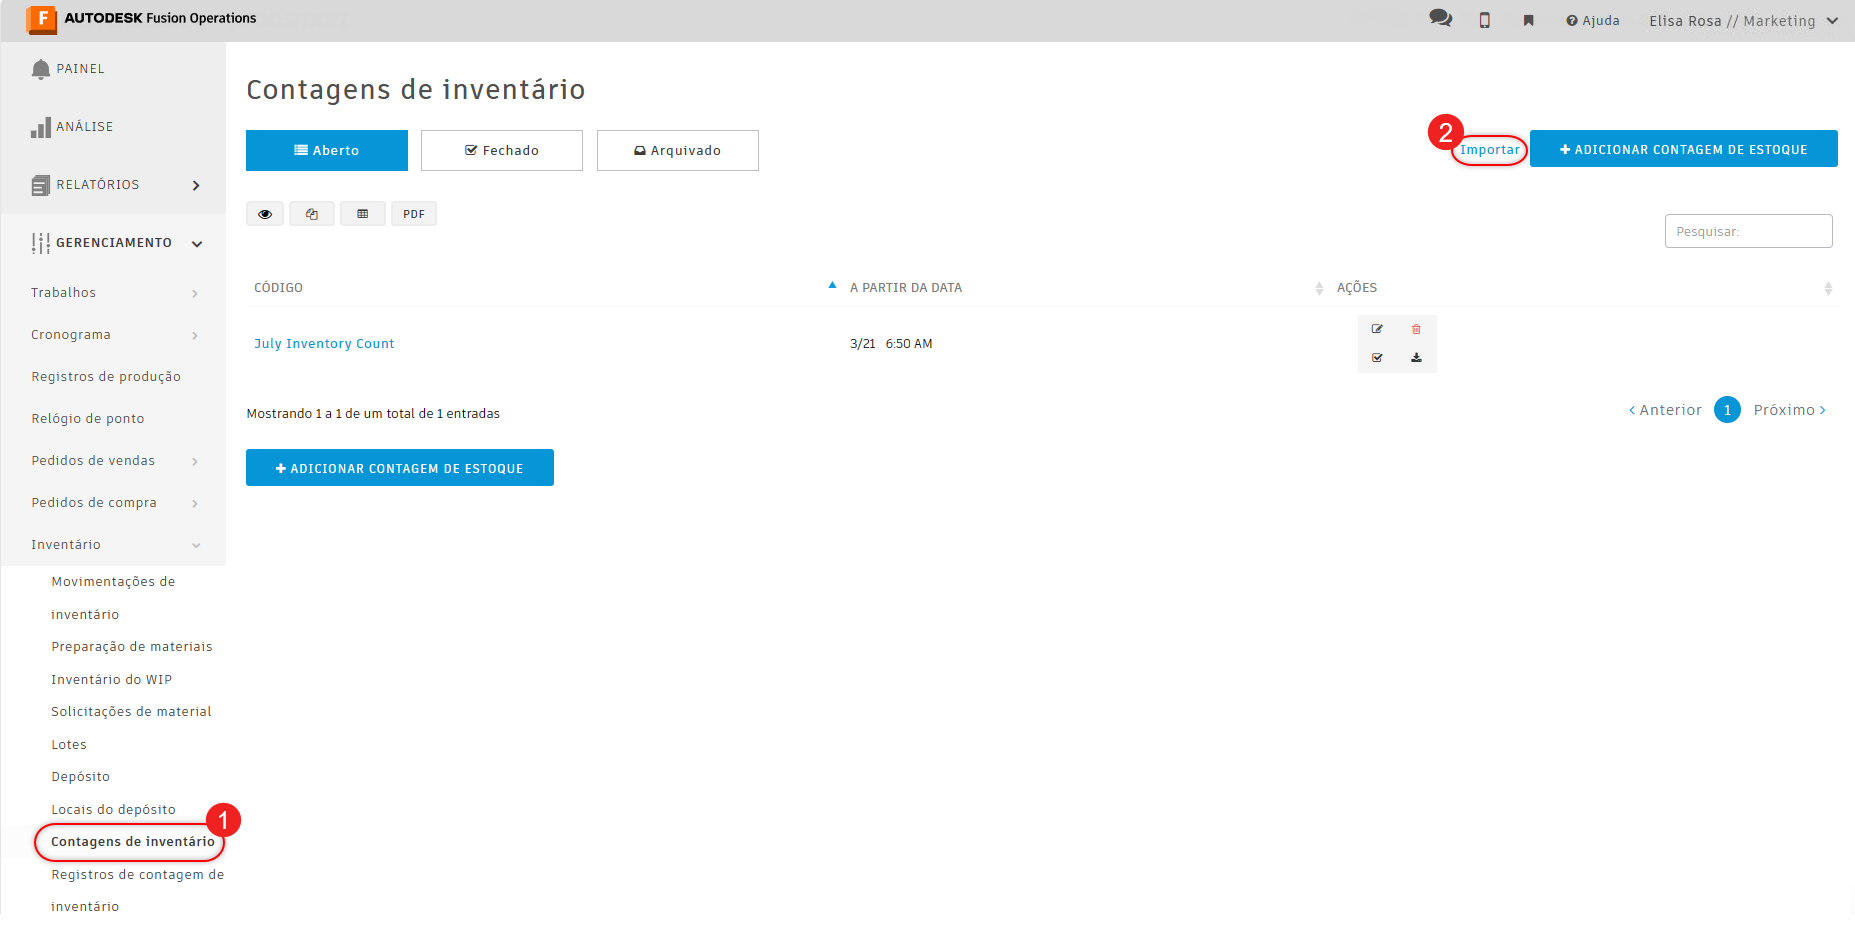 F AUTODESK Fusion Operations
Ajuda
Elisa Rosa // Marketing
PAINEL
ANÁLISE
RELATÓRIOS
GERENCIAMENTO
Trabalhos
Cronograma
Registros de produção
Relógio de ponto
Pedidos de vendas
Pedidos de compra
Inventário
Movimentações de
inventário
Preparação de materiais
Inventário do WIP
Solicitações de material
Lotes
Depósito
Locais do depósito
1
Contagens de inventário
Registros de contagem de
inventário
Contagens de inventário
Aberto
Fechado
Arquivado
2
Importar
ADICIONAR CONTAGEM DE ESTOQUE
PDF
Pesquisar:
CÓDIGO
A PARTIR DA DATA
AÇÕES
July Inventory Count
3/21 6:50 AM
Mostrando 1 a 1 de um total de 1 entradas
Anterior 1 Próximo
ADICIONAR CONTAGEM DE ESTOQUE